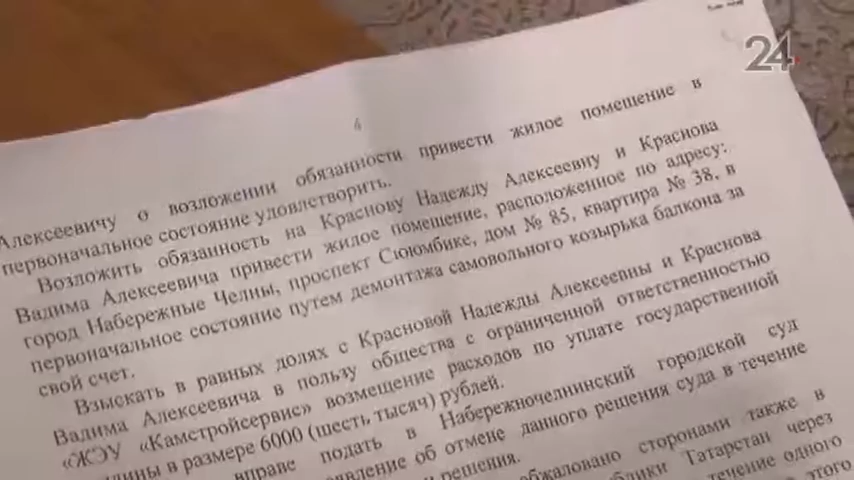 24
4
Алексеевичу о возложении обязанности привести жилое помещение в
первоначальное состояние удовлетворить.
Возложить обязанность на Краснову Надежду Алексеевну и Краснова
Вадима Алексеевича привести жилое помещение, расположенное по адресу:
город Набережные Челны, проспект Сююмбике, дом № 85, квартира № 38, в
первоначальное состояние путем демонтажа самовольного козырька балкона за
свой счет.
Взыскать в равных долях с Красновой Надежды Алексеевны и Краснова
Вадима Алексеевича в пользу общества с ограниченной ответственностью
«ЖЭУ «Камстройсервис» возмещение расходов по уплате государственной
в размере 6000 (шесть тысяч) рублей.
вправе подать в Набережночелнинский городской суд
об отмене данного решения суда в течение
решения.
обжаловано сторонами также в
Татарстан через
течение одного
этого